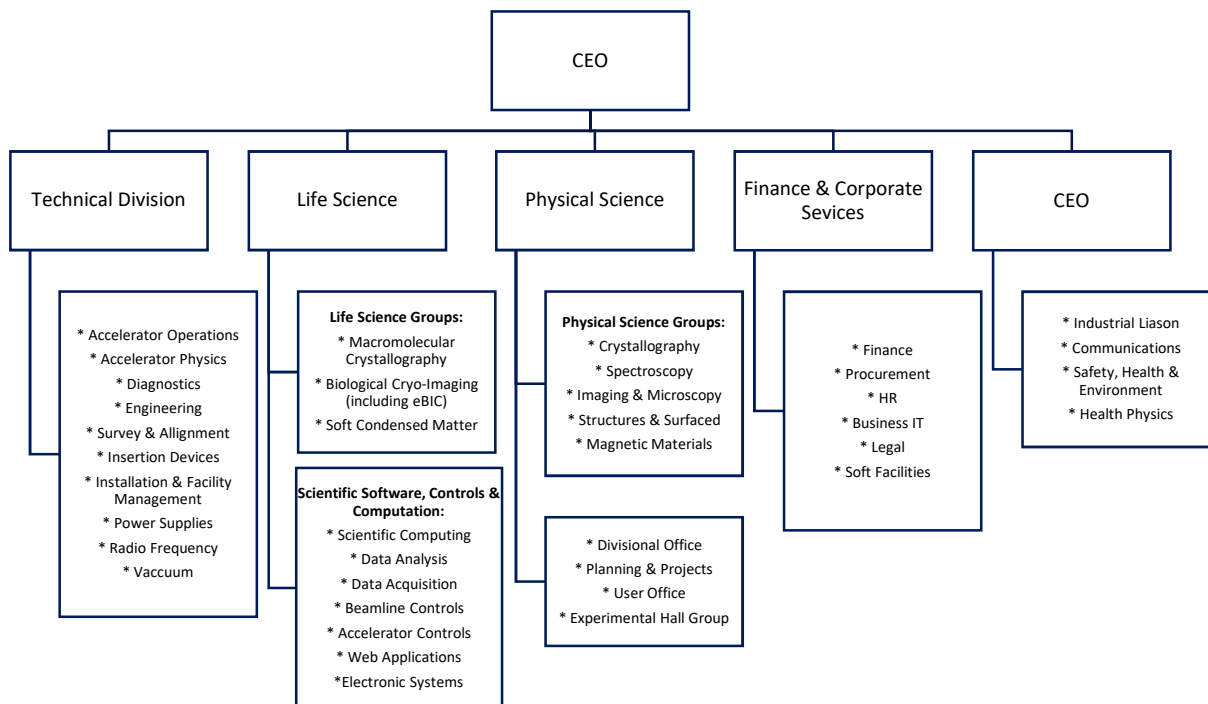 CEO
Technical Division
Life Science
Physical Science
Finance & Corporate
Sevices
CEO
* Accelerator Operations
* Accelerator Physics
* Diagnostics
* Engineering
* Survey & Allignment
* Insertion Devices
* Installation & Facility
Management
* Power Supplies
* Radio Frequency
* Vaccuum
Life Science Groups:
* Macromolecular
Crystallography
* Biological Cryo-Imaging
(including eBIC)
* Soft Condensed Matter
Scientific Software, Controls &
Computation:
* Scientific Computing
* Data Analysis
* Data Acquisition
* Beamline Controls
* Accelerator Controls
* Web Applications
*Electronic Systems
Physical Science Groups:
* Crystallography
* Spectroscopy
* Imaging & Microscopy
* Structures & Surfaced
* Magnetic Materials
* Divisional Office
* Planning & Projects
* User Office
* Experimental Hall Group
* Finance
* Procurement
* HR
* Business IT
* Legal
* Soft Facilities
* Industrial Liason
* Communications
* Safety, Health &
Environment
* Health Physics